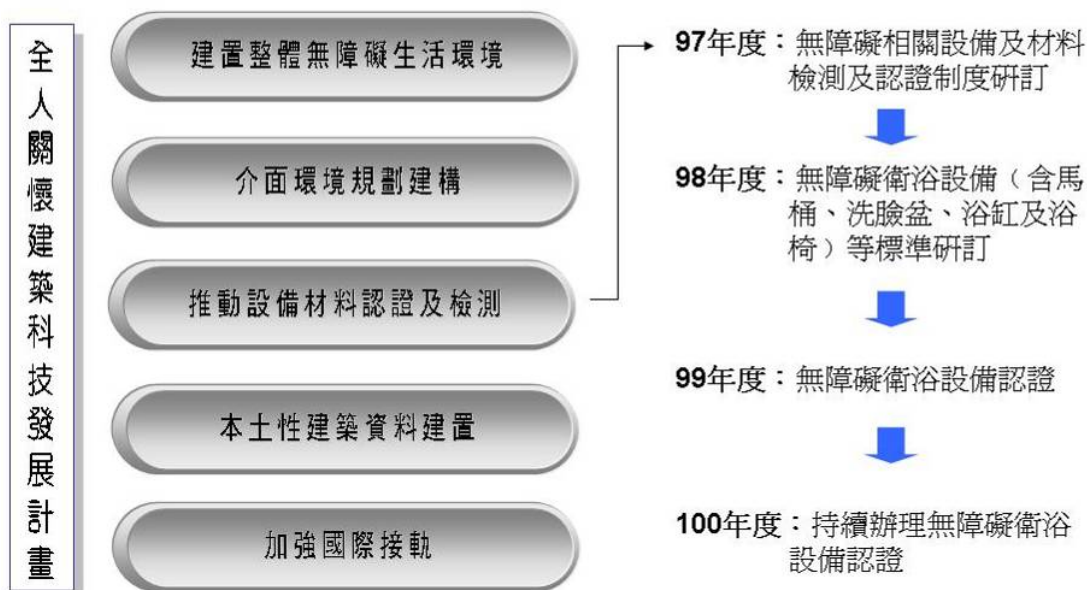 全人關懷建築科技發展計畫
建置整體無障礙生活環境
介面環境規劃建構
推動設備材料認證及檢測
本土性建築資料建置
加強國際接軌
97年度：無障礙相關設備及材料
檢測及認證制度研訂
98年度：無障礙衛浴設備（含馬
桶、洗臉盆、浴缸及浴
椅）等標準研訂
99年度：無障礙衛浴設備認證
100年度：持續辦理無障礙衛浴
設備認證